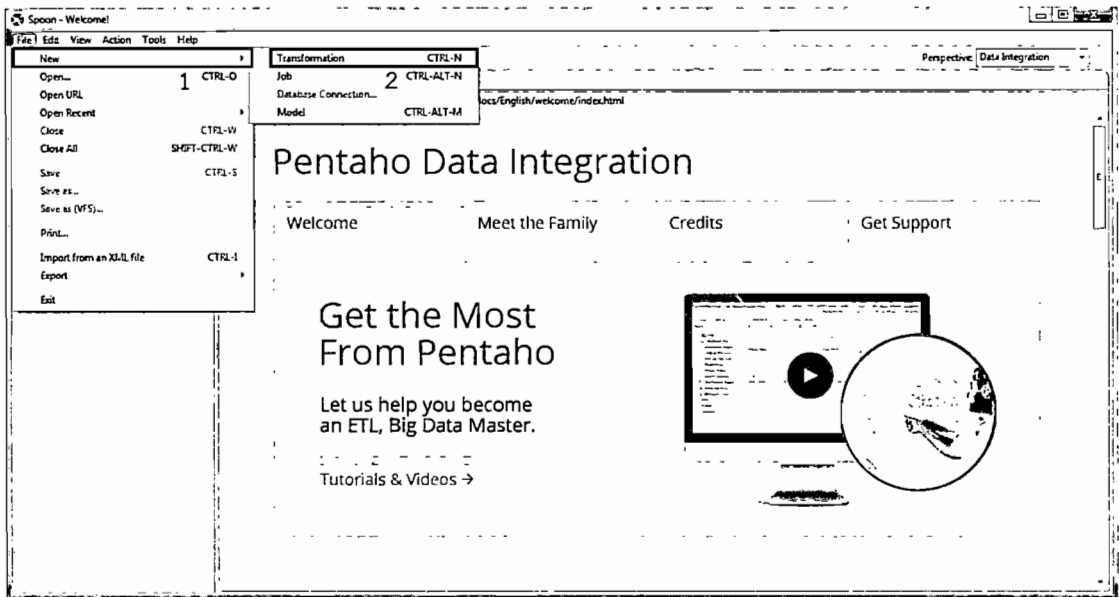 Spoon - Welcome!
File Edit View Action Tools Help
New
Open... CTRL-O
1
Open URL
Open Recent
Close CTRL-W
Close All SHIFT-CTRL-W
Save CTRL-S
Save as...
Save as (VFS)...
Print...
Import from an XML file CTRL-I
Export
Exit
Transformation CTRL-N
Job CTRL-ALT-N
2
Database Connection...
Model CTRL-ALT-M
Perspective: Data Integration
docs/English/welcome/index.html
Pentaho Data Integration
Welcome Meet the Family Credits Get Support
Get the Most
From Pentaho
Let us help you become
an ETL, Big Data Master.
Tutorials & Videos →